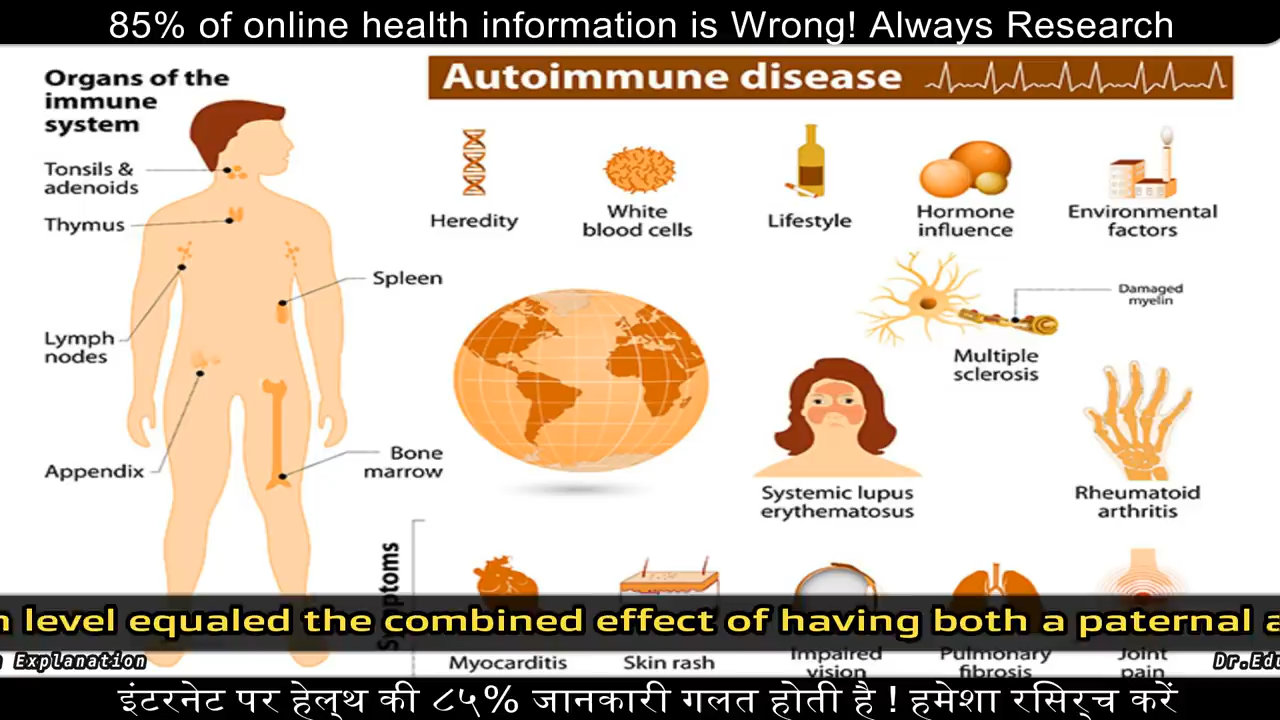 85% of online health information is Wrong! Always Research
Organs of the
immune
system
Autoimmune disease
Tonsils &
adenoids
Thymus
Lymph
nodes
Appendix
Spleen
Bone
marrow
Heredity
White
blood cells
Lifestyle
Hormone
influence
Environmental
factors
Damaged
myelin
Multiple
sclerosis
Systemic lupus
erythematosus
Rheumatoid
arthritis
level equaled the combined effect of having both a paternal
Explanation
Myocarditis
Skin rash
Impaired
vision
Pulmonary
fibrosis
Joint
pain
इंटरनेट पर हेल्थ की ८५% जानकारी गलत होती है ! हमेशा रसिर्च करें